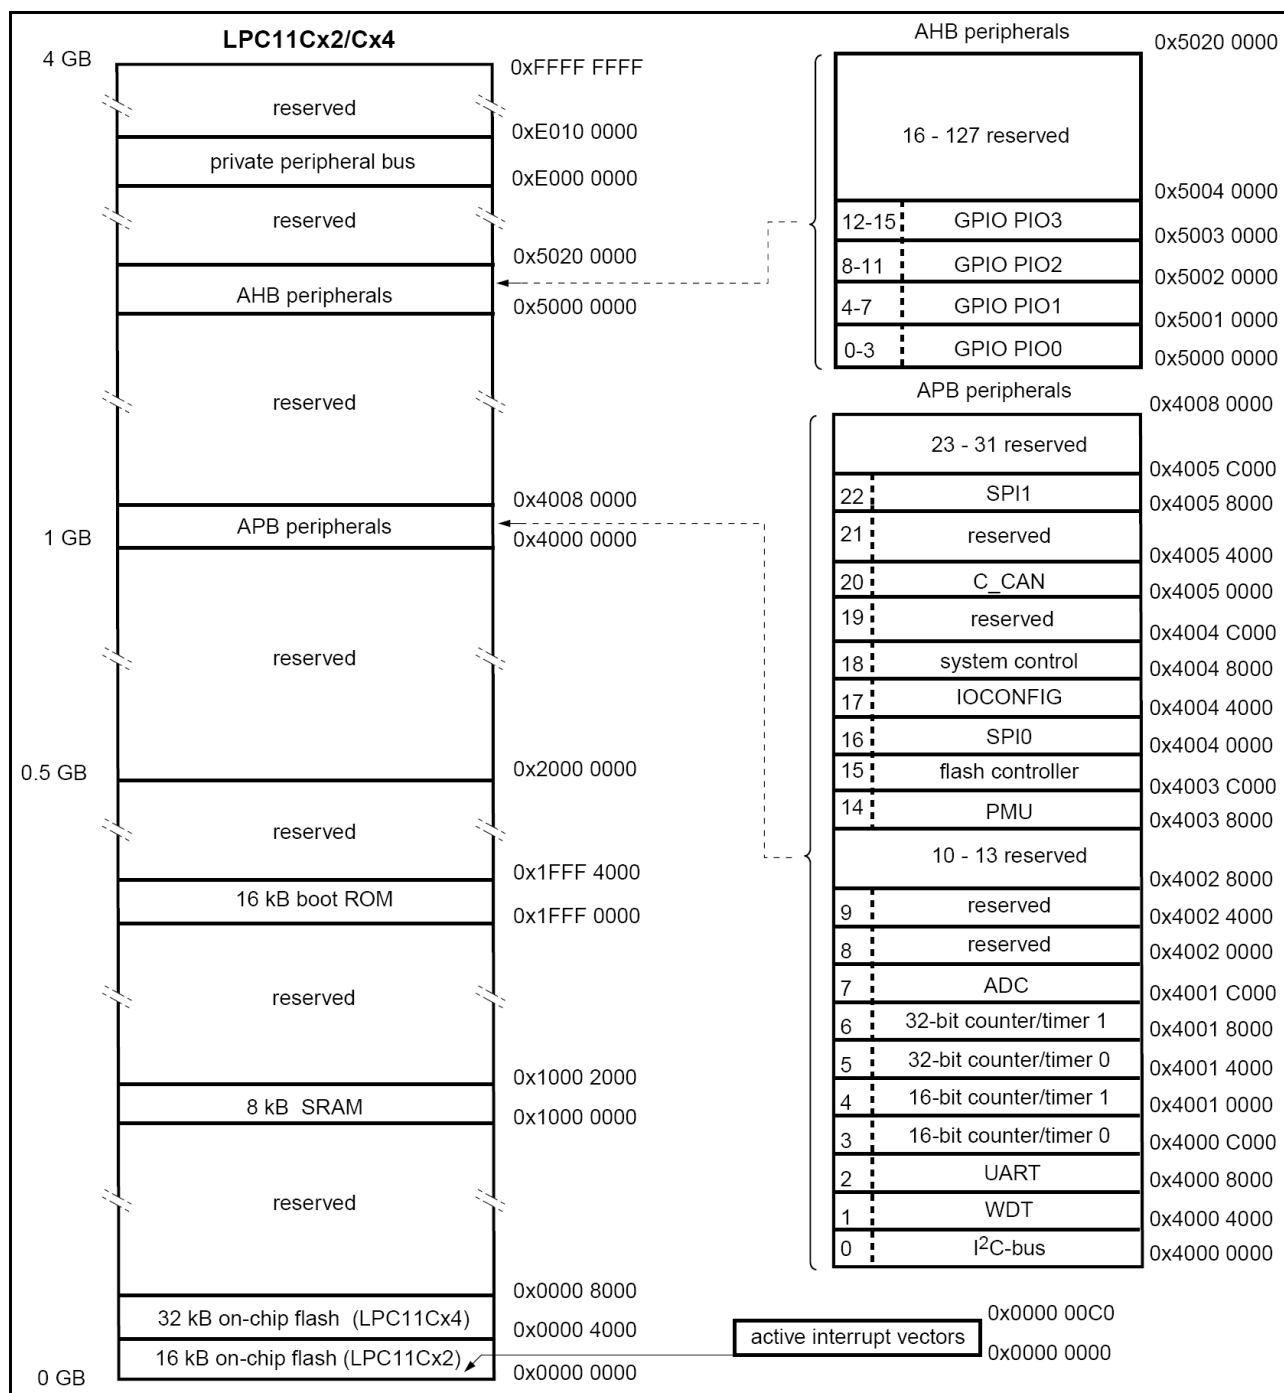 LPC11Cx2/Cx4
4 GB
0xFFFF FFFF
reserved
0xE010 0000
private peripheral bus
0xE000 0000
reserved
0x5020 0000
AHB peripherals
0x5000 0000
reserved
0x4008 0000
APB peripherals
1 GB
0x4000 0000
reserved
0x2000 0000
0.5 GB
reserved
0x1FFF 4000
16 kB boot ROM
0x1FFF 0000
reserved
0x1000 2000
8 kB SRAM
0x1000 0000
reserved
0x0000 8000
32 kB on-chip flash (LPC11Cx4)
0x0000 4000
16 kB on-chip flash (LPC11Cx2)
0 GB
0x0000 0000
AHB peripherals
0x5020 0000
16 - 127 reserved
0x5004 0000
12-15 GPIO PIO3
0x5003 0000
8-11 GPIO PIO2
0x5002 0000
4-7 GPIO PIO1
0x5001 0000
0-3 GPIO PIO0
0x5000 0000
APB peripherals
0x4008 0000
23 - 31 reserved
0x4005 C000
22 SPI1
0x4005 8000
21 reserved
0x4005 4000
20 C_CAN
0x4005 0000
19 reserved
0x4004 C000
18 system control
0x4004 8000
17 IOCONFIG
0x4004 4000
16 SPI0
0x4004 0000
15 flash controller
0x4003 C000
14 PMU
0x4003 8000
10 - 13 reserved
0x4002 8000
9 reserved
0x4002 4000
8 reserved
0x4002 0000
7 ADC
0x4001 C000
6 32-bit counter/timer 1
0x4001 8000
5 32-bit counter/timer 0
0x4001 4000
4 16-bit counter/timer 1
0x4001 0000
3 16-bit counter/timer 0
0x4000 C000
2 UART
0x4000 8000
1 WDT
0x4000 4000
0 I²C-bus
0x4000 0000
0x0000 00C0
active interrupt vectors
0x0000 0000